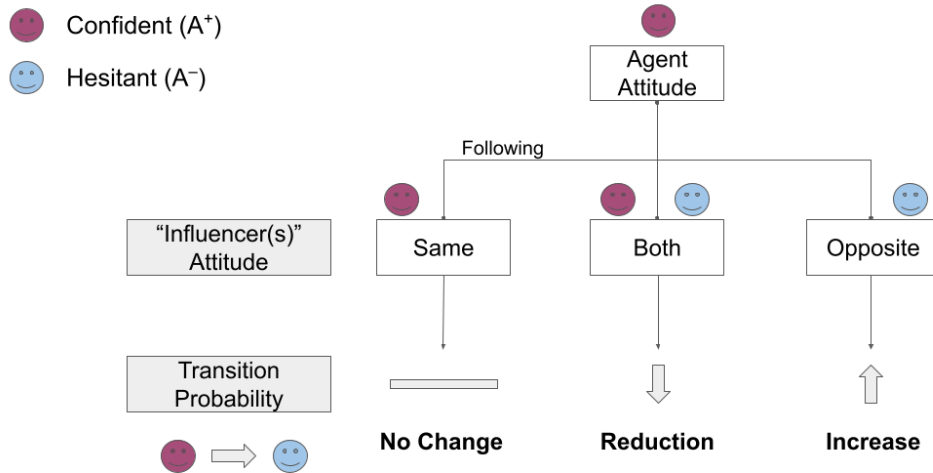 Confident (A⁺)
Hesitant (A⁻)
Agent
Attitude
Following
“Influencer(s)”
Attitude
Same
Both
Opposite
Transition
Probability
No Change
Reduction
Increase